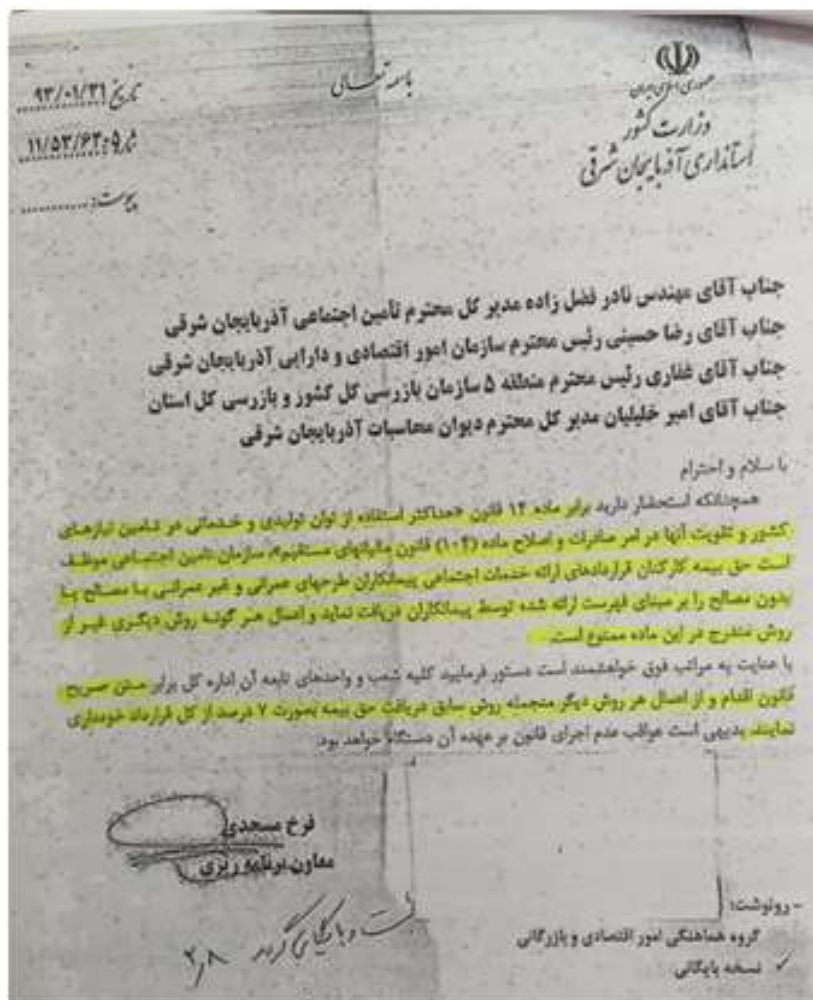 باسمه تعالی
جمهوری اسلامی ایران
وزارت کشور
استانداری آذربایجان شرقی
تاریخ: ۹۳/۰۱/۳۱
شماره:
پیوست:
جناب آقای مهندس نادر فضل زاده مدیر کل محترم تأمین اجتماعی آذربایجان شرقی
جناب آقای رضا حسینی رئیس محترم سازمان امور اقتصادی و دارایی آذربایجان شرقی
جناب آقای غفاری رئیس محترم منطقه ۵ سازمان بازرسی کل کشور و بازرسی کل استان
جناب آقای امیر خلیلیان مدیر کل محترم دیوان محاسبات آذربایجان شرقی
با سلام و احترام
همچنانکه استحضار دارید برابر ماده ۱۲ قانون «حداکثر استفاده از توان تولیدی و خدماتی در تامین نیازهای
کشور و تقویت آنها در امر صادرات و اصلاح ماده (۱۰۴) قانون مالیاتهای مستقیم»، سازمان تامین اجتماعی موظف
است حق بیمه کارکنان قراردادهای ارائه خدمات اجتماعی پیمانکاران طرحهای عمرانی و غیر عمرانی با مصالح یا
بدون مصالح را بر مبنای فهرست ارائه شده توسط پیمانکاران دریافت نماید و اعمال هر گونه روش دیگری غیر از
روش مندرج در این ماده ممنوع است.
با عنایت به مراتب فوق خواهشمند است دستور فرمایید کلیه شعب و واحدهای تابعه آن اداره کل برابر متن صریح
قانون اقدام و از اعمال هر روش دیگر منجمله روش سابق دریافت حق بیمه بصورت ۷ درصد از کل قرارداد خودداری
نمایند. بدیهی است عواقب عدم اجرای قانون بر عهده آن دستگاه خواهد بود.
فرخ مسجدی
معاون برنامه ریزی
- رونوشت:
گروه هماهنگی امور اقتصادی و بازرگانی
✓ نسخه بایگانی